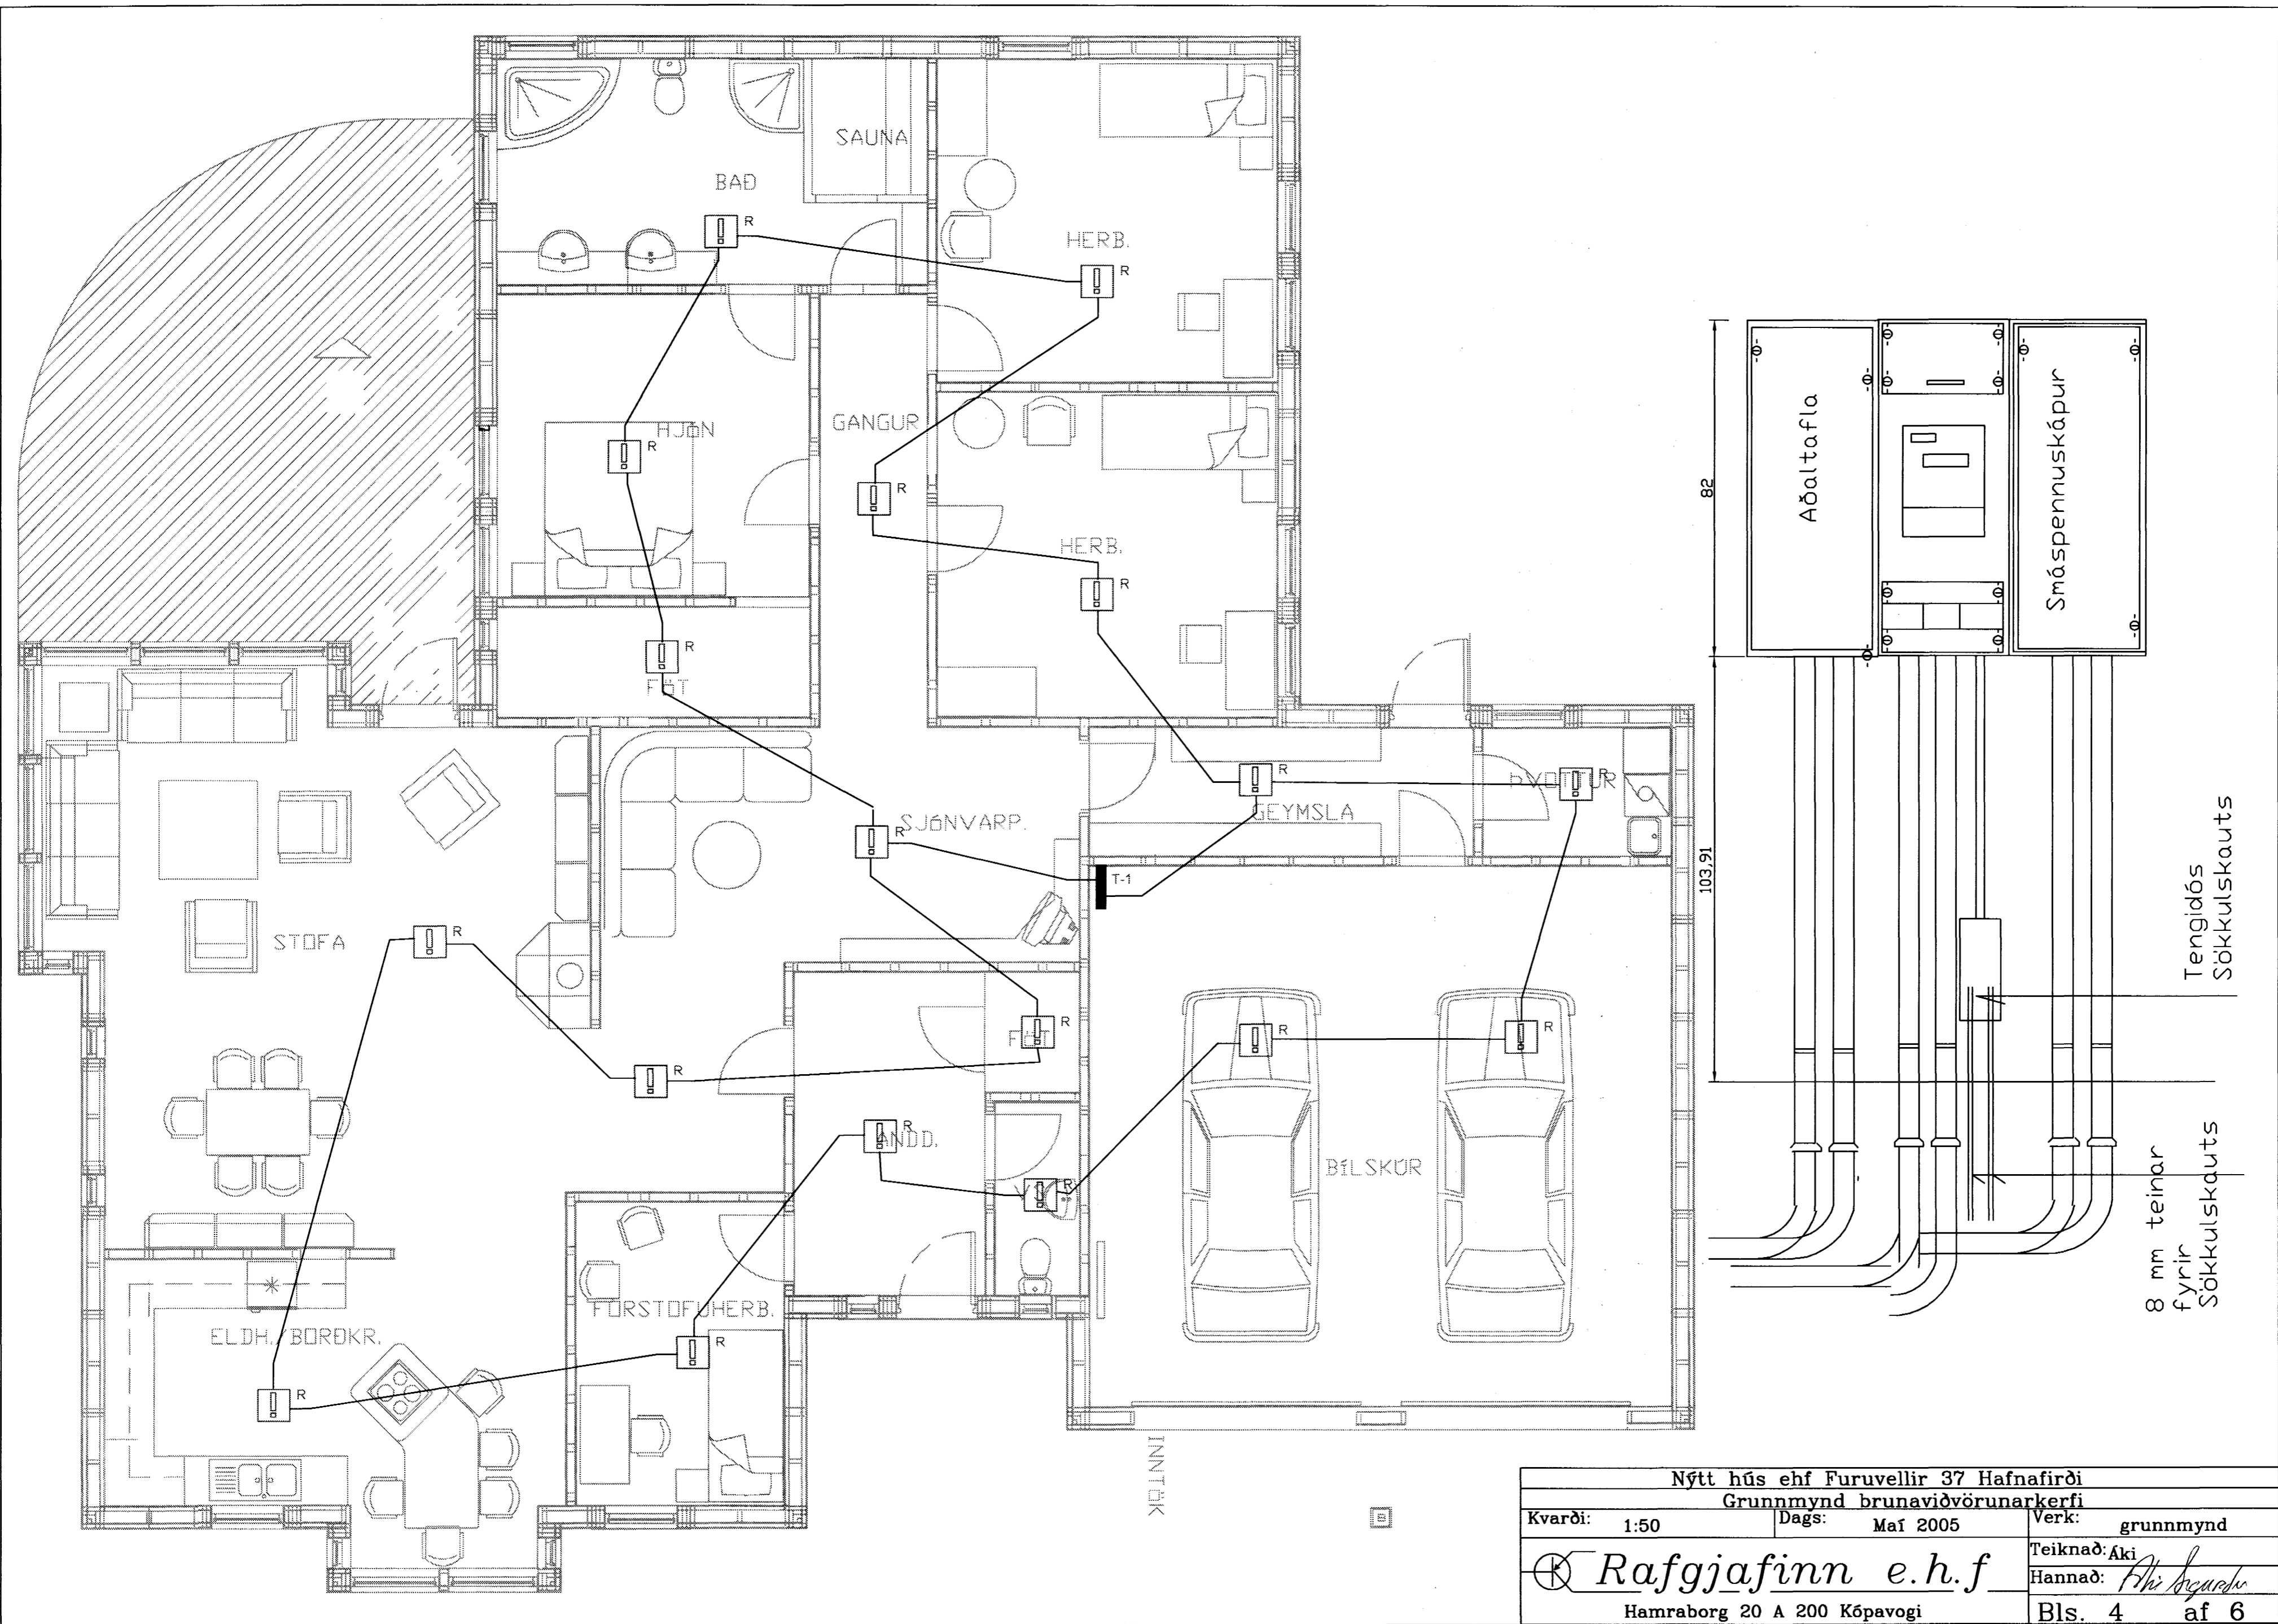 SAUNA
BAÐ
R
HERB.
R
HJÓN
R
GANGUR
R
HERB.
R
R
FÖT
R
ÞVOTTUR
R
GEYMSLA
SJÓNVARP.
R
T-1
STOFA
R
R
FÖT
R
R
R
R
ANDD.
R
BÍLSKÚR
FORSTOFUHERB.
R
ELDH./BORÐKR.
R
INNTÖK
82
103,91
Aðaltafla
Smáspennuskápur
Tengidós
Sökkulskauts
8 mm teinar
fyrir
Sökkulskauts
Nýtt hús ehf Furuvellir 37 Hafnafirði
Grunnmynd brunaviðvörunarkerfi
Kvarði: 1:50 Dags: Maí 2005 Verk: grunnmynd
Rafgjafinn e.h.f
Hamraborg 20 A 200 Kópavogi
Teiknað: Áki
Hannað:
Bls. 4 af 6